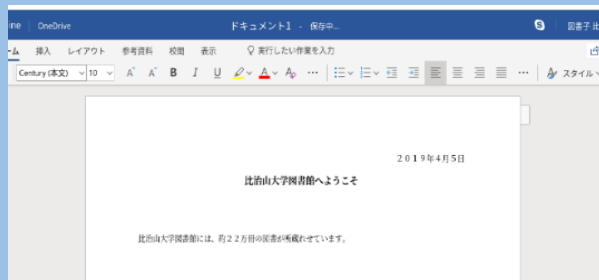 ine OneDrive ドキュメント1 - 保存中... 図書子 比
ーム 挿入 レイアウト 参考資料 校閲 表示 実行したい作業を入力
Century (本文) 10 A A B I U A A ... スタイル
2019年4月5日
比治山大学図書館へようこそ
比治山大学図書館には、約22万冊の図書が所蔵れせています。